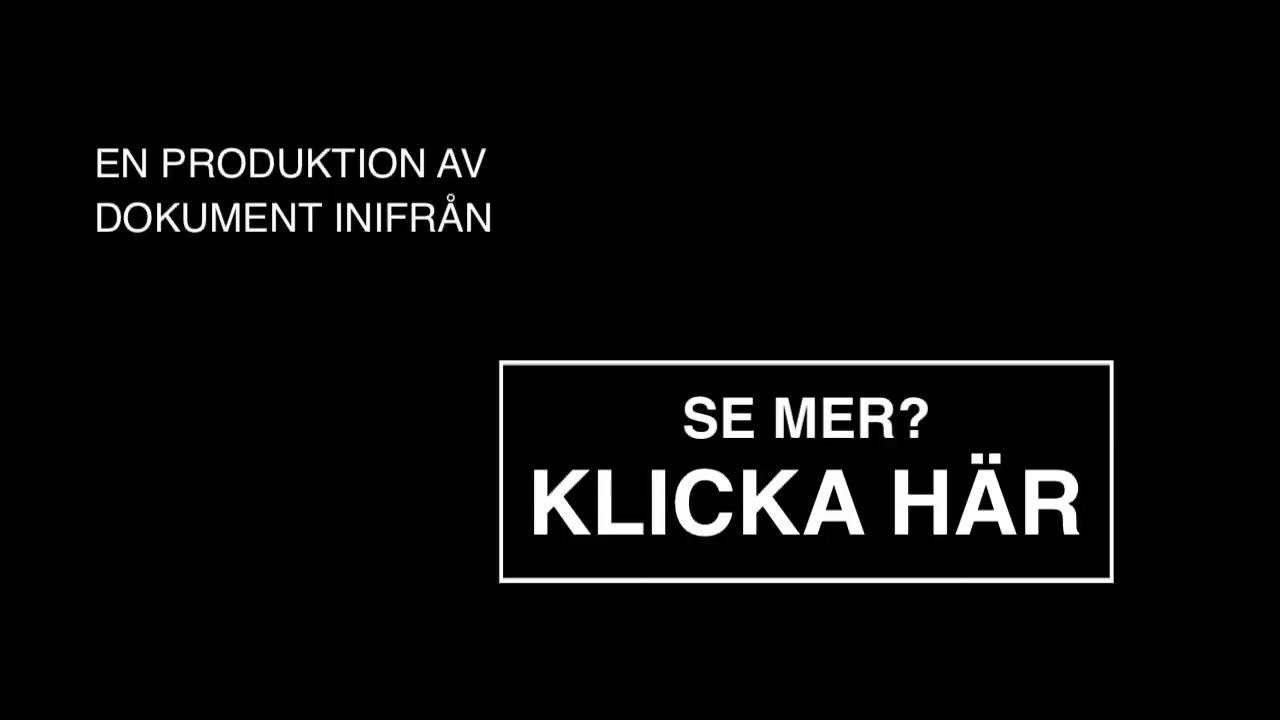 EN PRODUKTION AV
DOKUMENT INIFRÅN
SE MER?
KLICKA HÄR